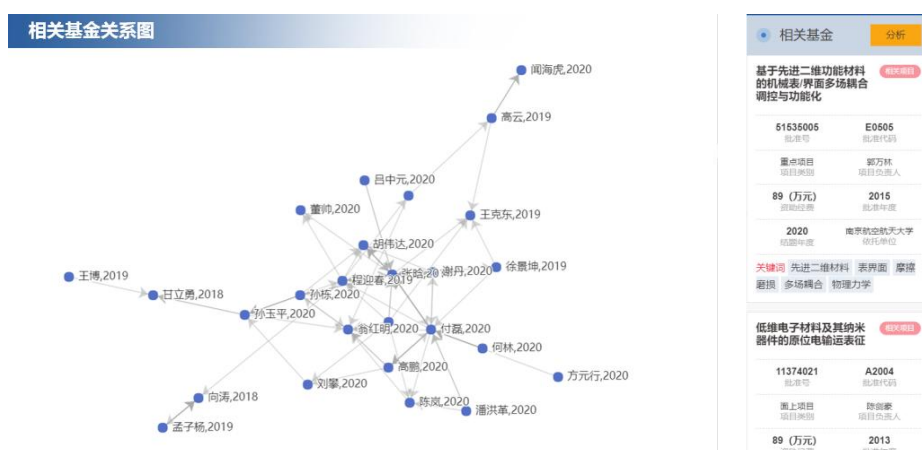 相关基金关系图
闻海虎,2020
高云,2019
吕中元,2020
董帅,2020
王克东,2019
胡伟达,2020
张晗,20
谢丹,2020
徐景坤,2019
王博,2019
程迎春,2019
甘立勇,2018
孙栋,2020
孙玉平,2020
翁红明,2020
付磊,2020
何林,2020
高鹏,2020
方元行,2020
刘攀,2020
向涛,2018
陈岚,2020
潘洪革,2020
孟子杨,2019
相关基金
分析
基于先进二维功能材料
相关项目
的机械表/界面多场耦合
调控与功能化
51535005 E0505
批准号 批准代码
重点项目 郭万林
项目类别 项目负责人
89 (万元) 2015
资助经费 批准年度
2020 南京航空航天大学
结题年度 依托单位
关键词 先进二维材料 表界面 摩擦
磨损 多场耦合 物理力学
低维电子材料及其纳米
相关项目
器件的原位电输运表征
11374021 A2004
批准号 批准代码
面上项目 陈剑豪
项目类别 项目负责人
89 (万元) 2013